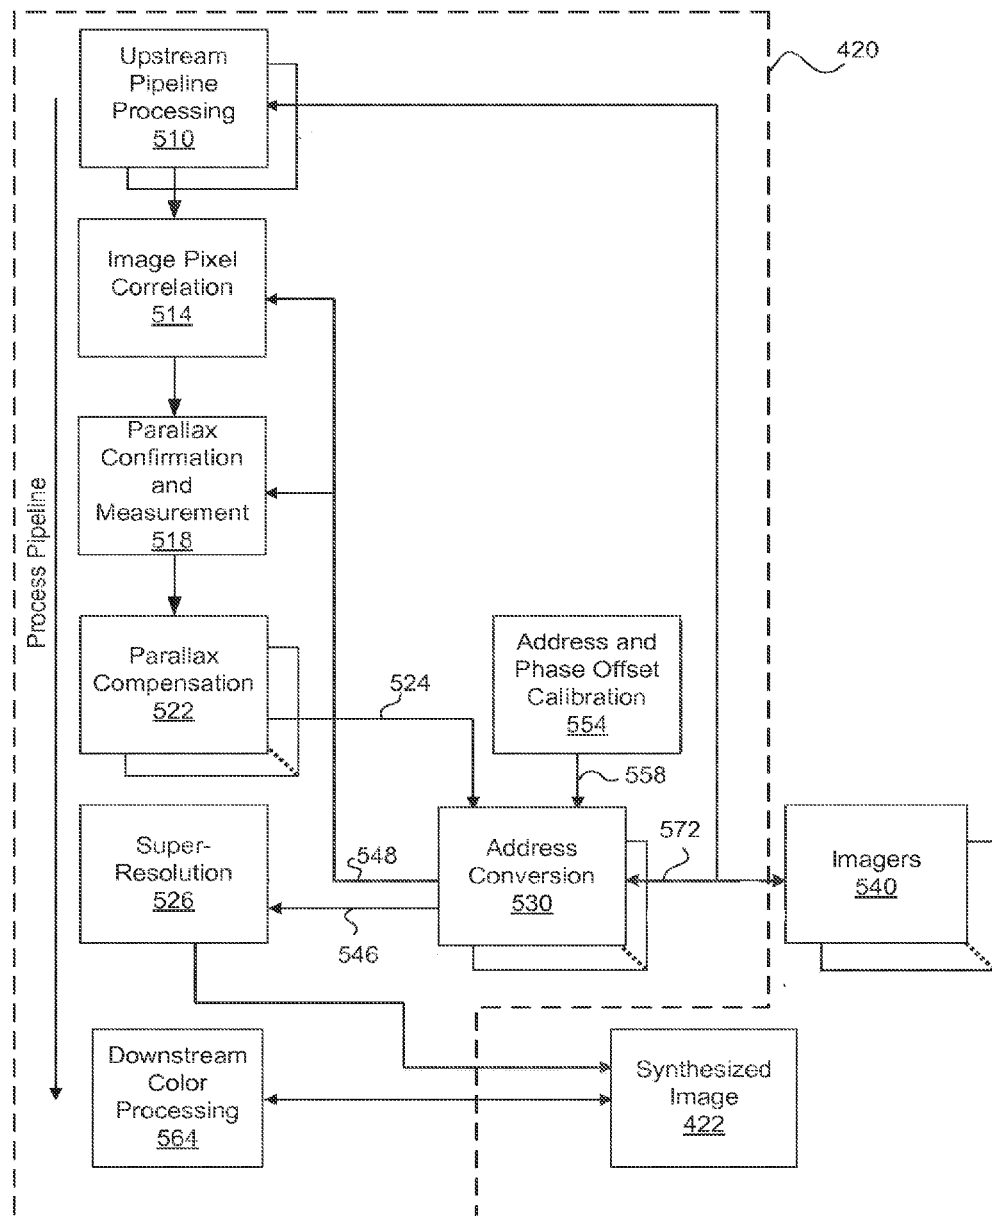 420
Upstream
Pipeline
Processing
510
Image Pixel
Correlation
514
Parallax
Confirmation
and
Measurement
518
Process Pipeline
Parallax
Compensation
522
524
Address and
Phase Offset
Calibration
554
558
Super-
Resolution
526
548
546
Address
Conversion
530
572
Imagers
540
Downstream
Color
Processing
564
Synthesized
Image
422